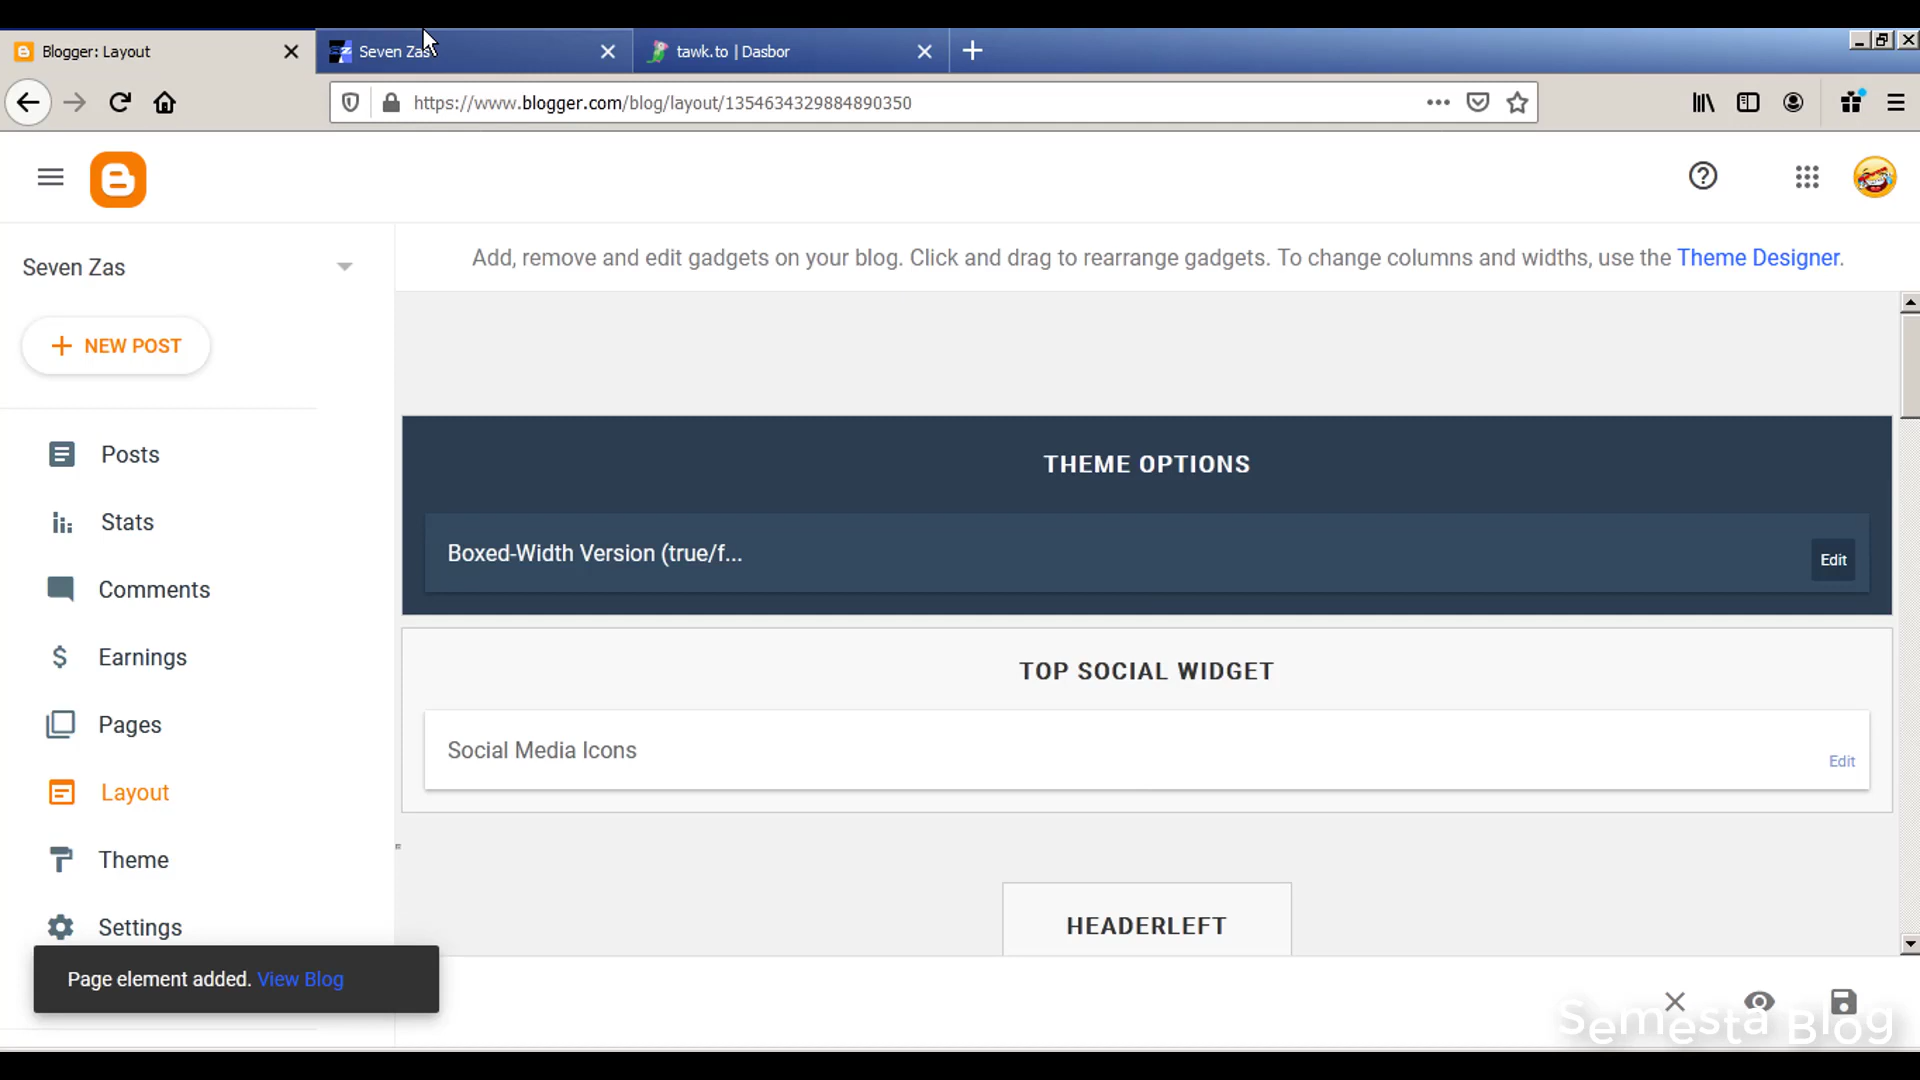 Blogger: Layout
Seven Zas
tawk.to | Dasbor
https://www.blogger.com/blog/layout/1354634329884890350
Add, remove and edit gadgets on your blog. Click and drag to rearrange gadgets. To change columns and widths, use the Theme Designer.
Seven Zas
NEW POST
Posts
Stats
Comments
Earnings
Pages
Layout
Theme
Settings
THEME OPTIONS
Boxed-Width Version (true/f...
Edit
TOP SOCIAL WIDGET
Social Media Icons
Edit
HEADERLEFT
Page element added. View Blog
Semesta Blog